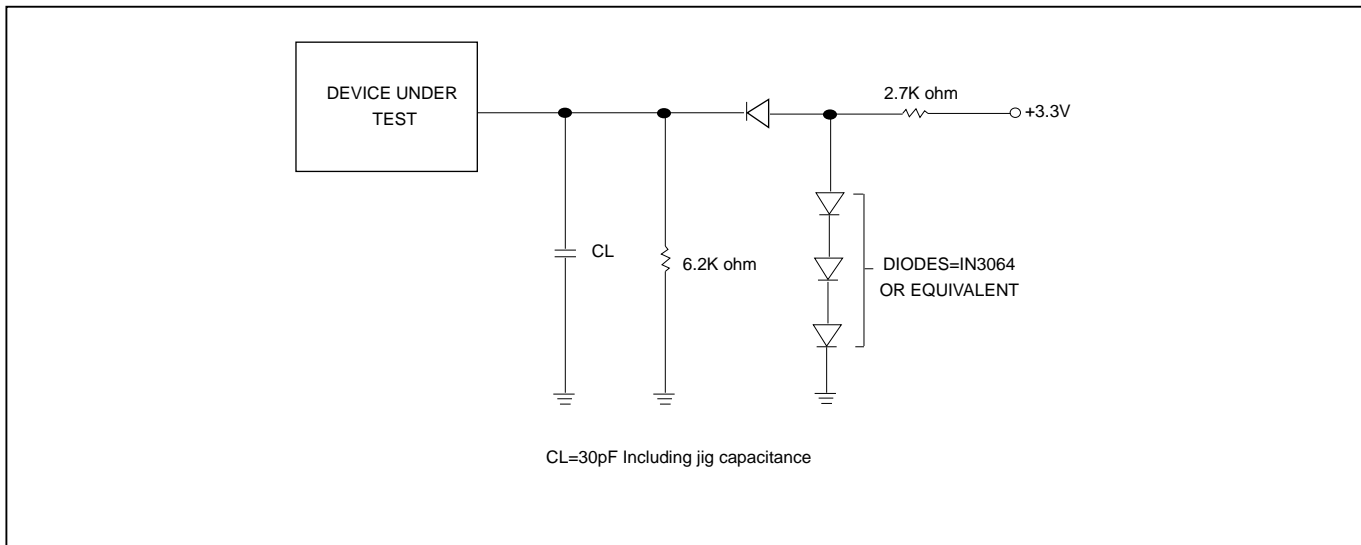 DEVICE UNDER
TEST
2.7K ohm
+3.3V
CL
6.2K ohm
DIODES=IN3064
OR EQUIVALENT
CL=30pF Including jig capacitance